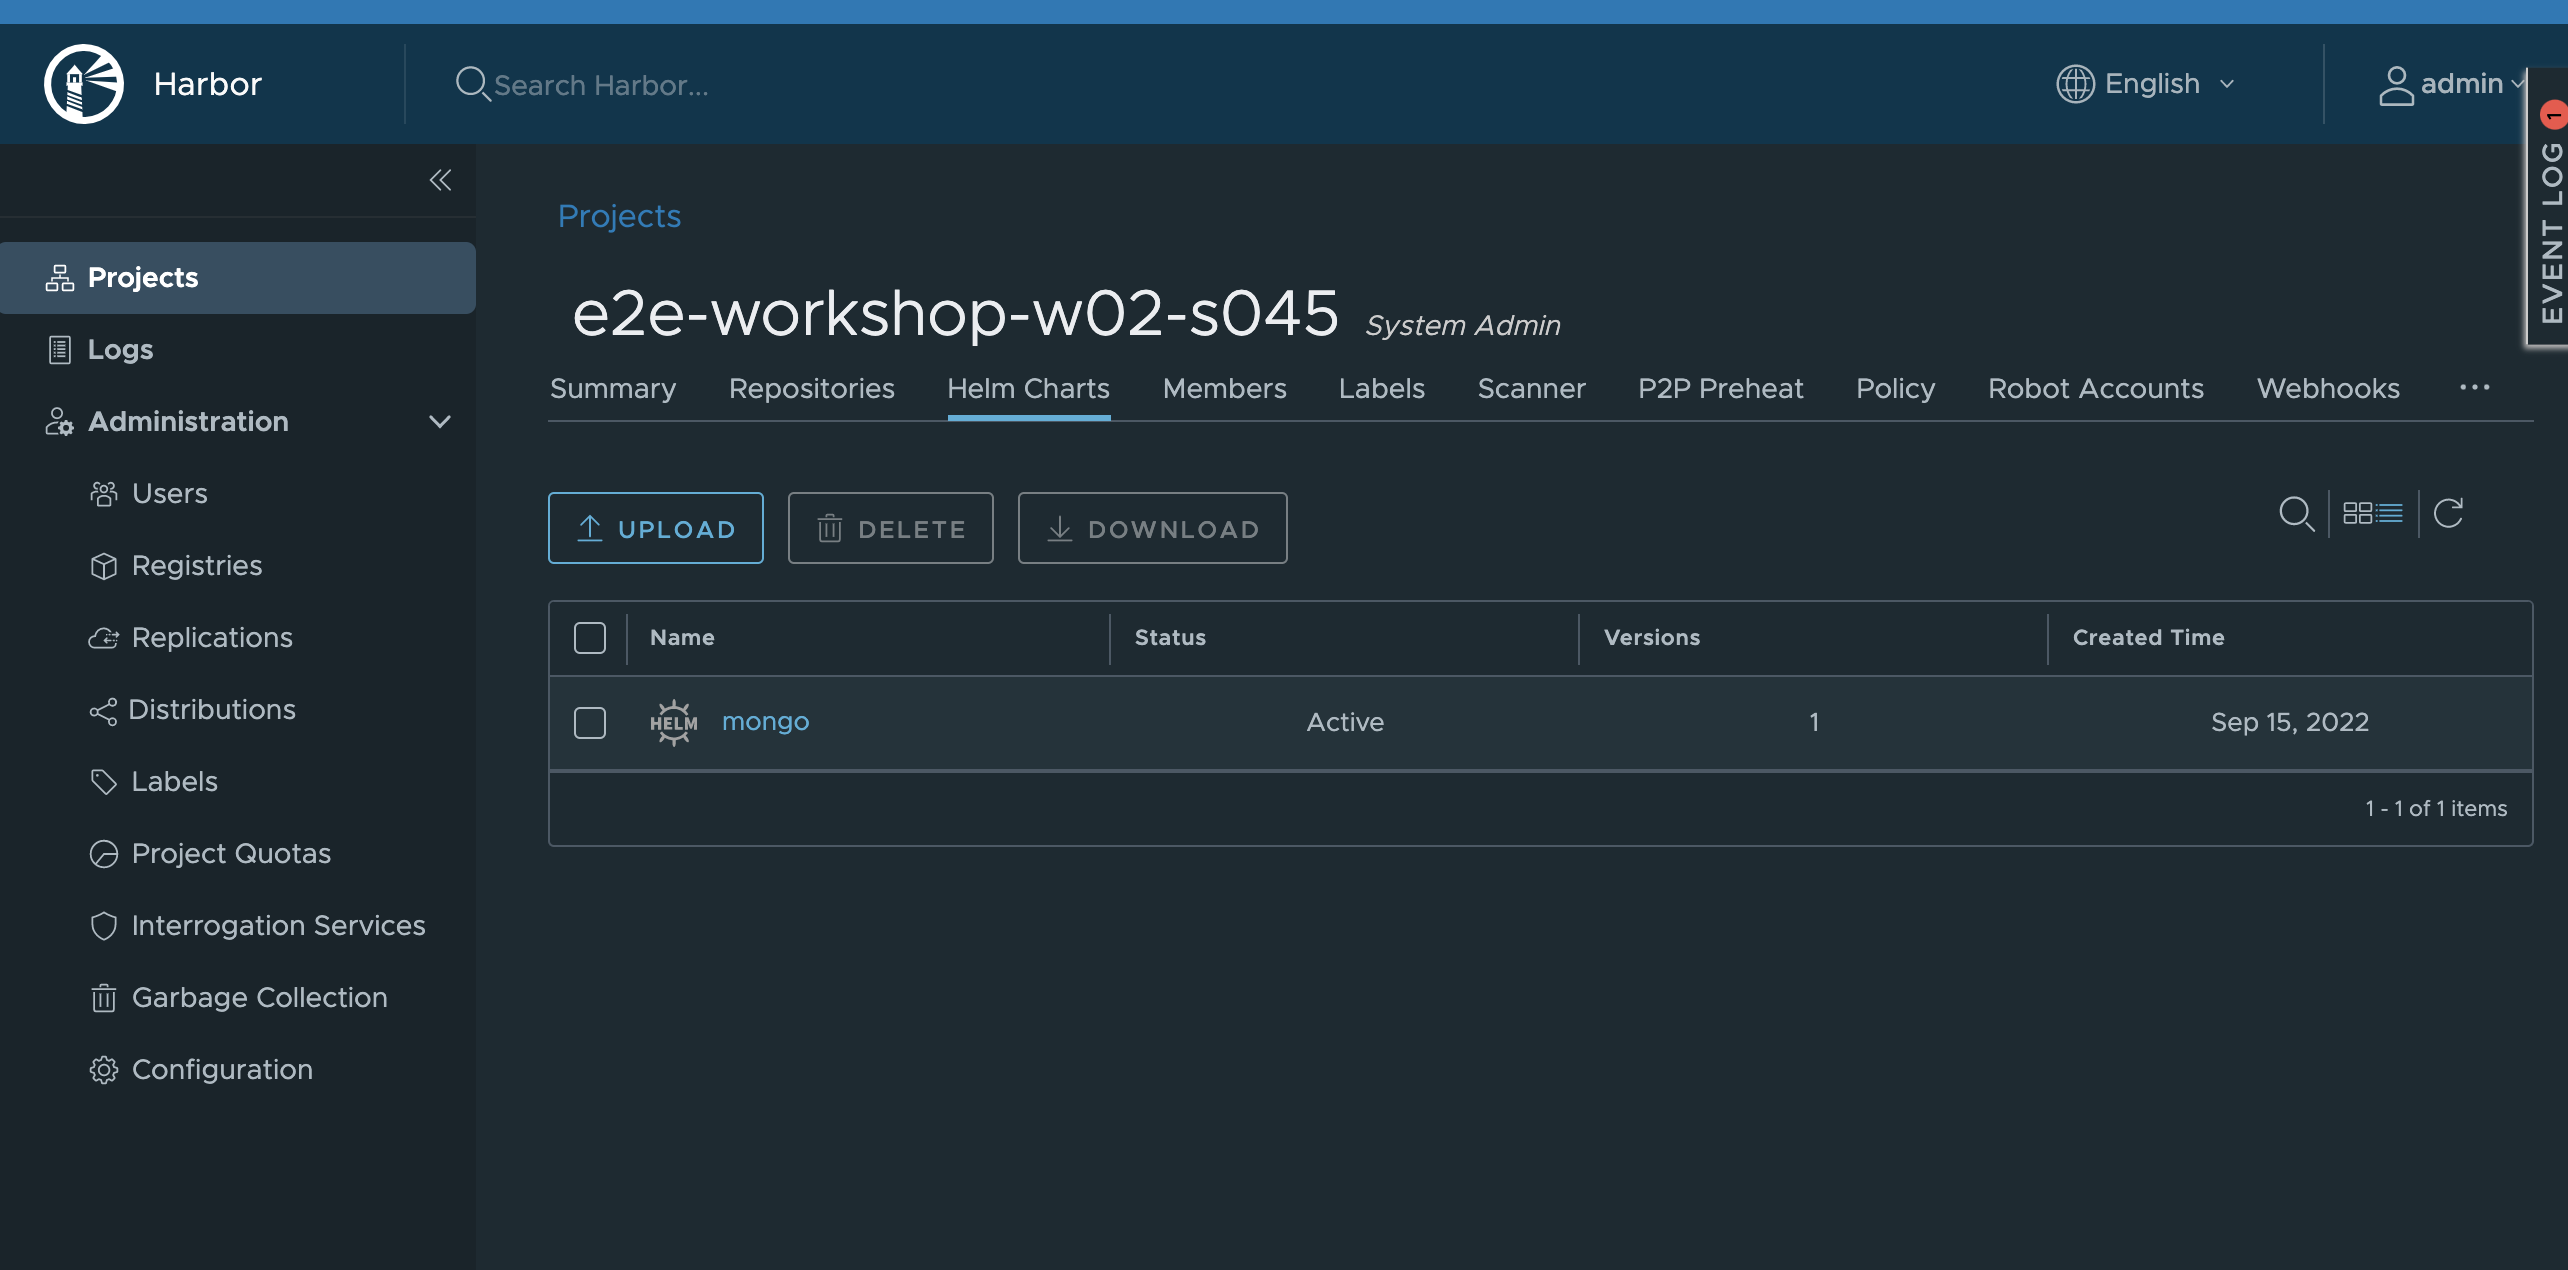 Harbor
Search Harbor...
English
admin
EVENT LOG 1
Projects
Logs
Administration
Users
Registries
Replications
Distributions
Labels
Project Quotas
Interrogation Services
Garbage Collection
Configuration
Projects
e2e-workshop-w02-s045 System Admin
Summary Repositories Helm Charts Members Labels Scanner P2P Preheat Policy Robot Accounts Webhooks ...
UPLOAD DELETE DOWNLOAD
Name Status Versions Created Time
HELM mongo Active 1 Sep 15, 2022
1 - 1 of 1 items